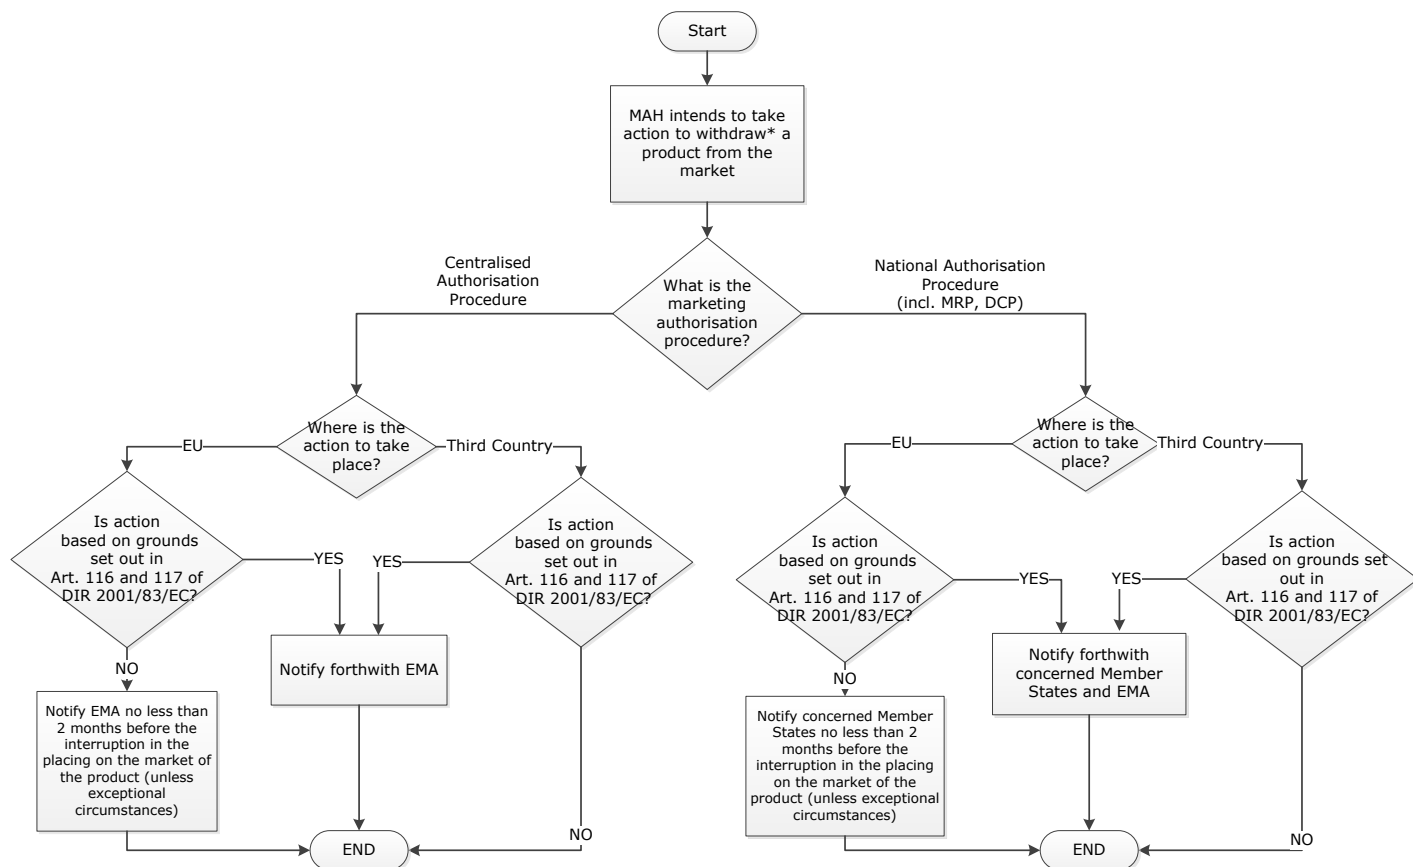 Start
MAH intends to take
action to withdraw* a
product from the
market
Centralised
Authorisation
Procedure
What is the
marketing
authorisation
procedure?
National Authorisation
Procedure
(incl. MRP, DCP)
Where is the
action to take
place?
EU
Third Country
Where is the
action to take
place?
EU
Third Country
Is action
based on grounds
set out in
Art. 116 and 117 of
DIR 2001/83/EC?
YES
YES
Is action
based on grounds
set out in
Art. 116 and 117 of
DIR 2001/83/EC?
Is action
based on grounds
set out in
Art. 116 and 117 of
DIR 2001/83/EC?
YES
YES
Is action
based on grounds set
out in
Art. 116 and 117 of
DIR 2001/83/EC?
NO
Notify forthwith EMA
NO
Notify forthwith
concerned Member
States and EMA
Notify EMA no less than
2 months before the
interruption in the
placing on the market of
the product (unless
exceptional
circumstances)
Notify concerned Member
States no less than 2
months before the
interruption in the placing
on the market of the
product (unless exceptional
circumstances)
NO
END
NO
END